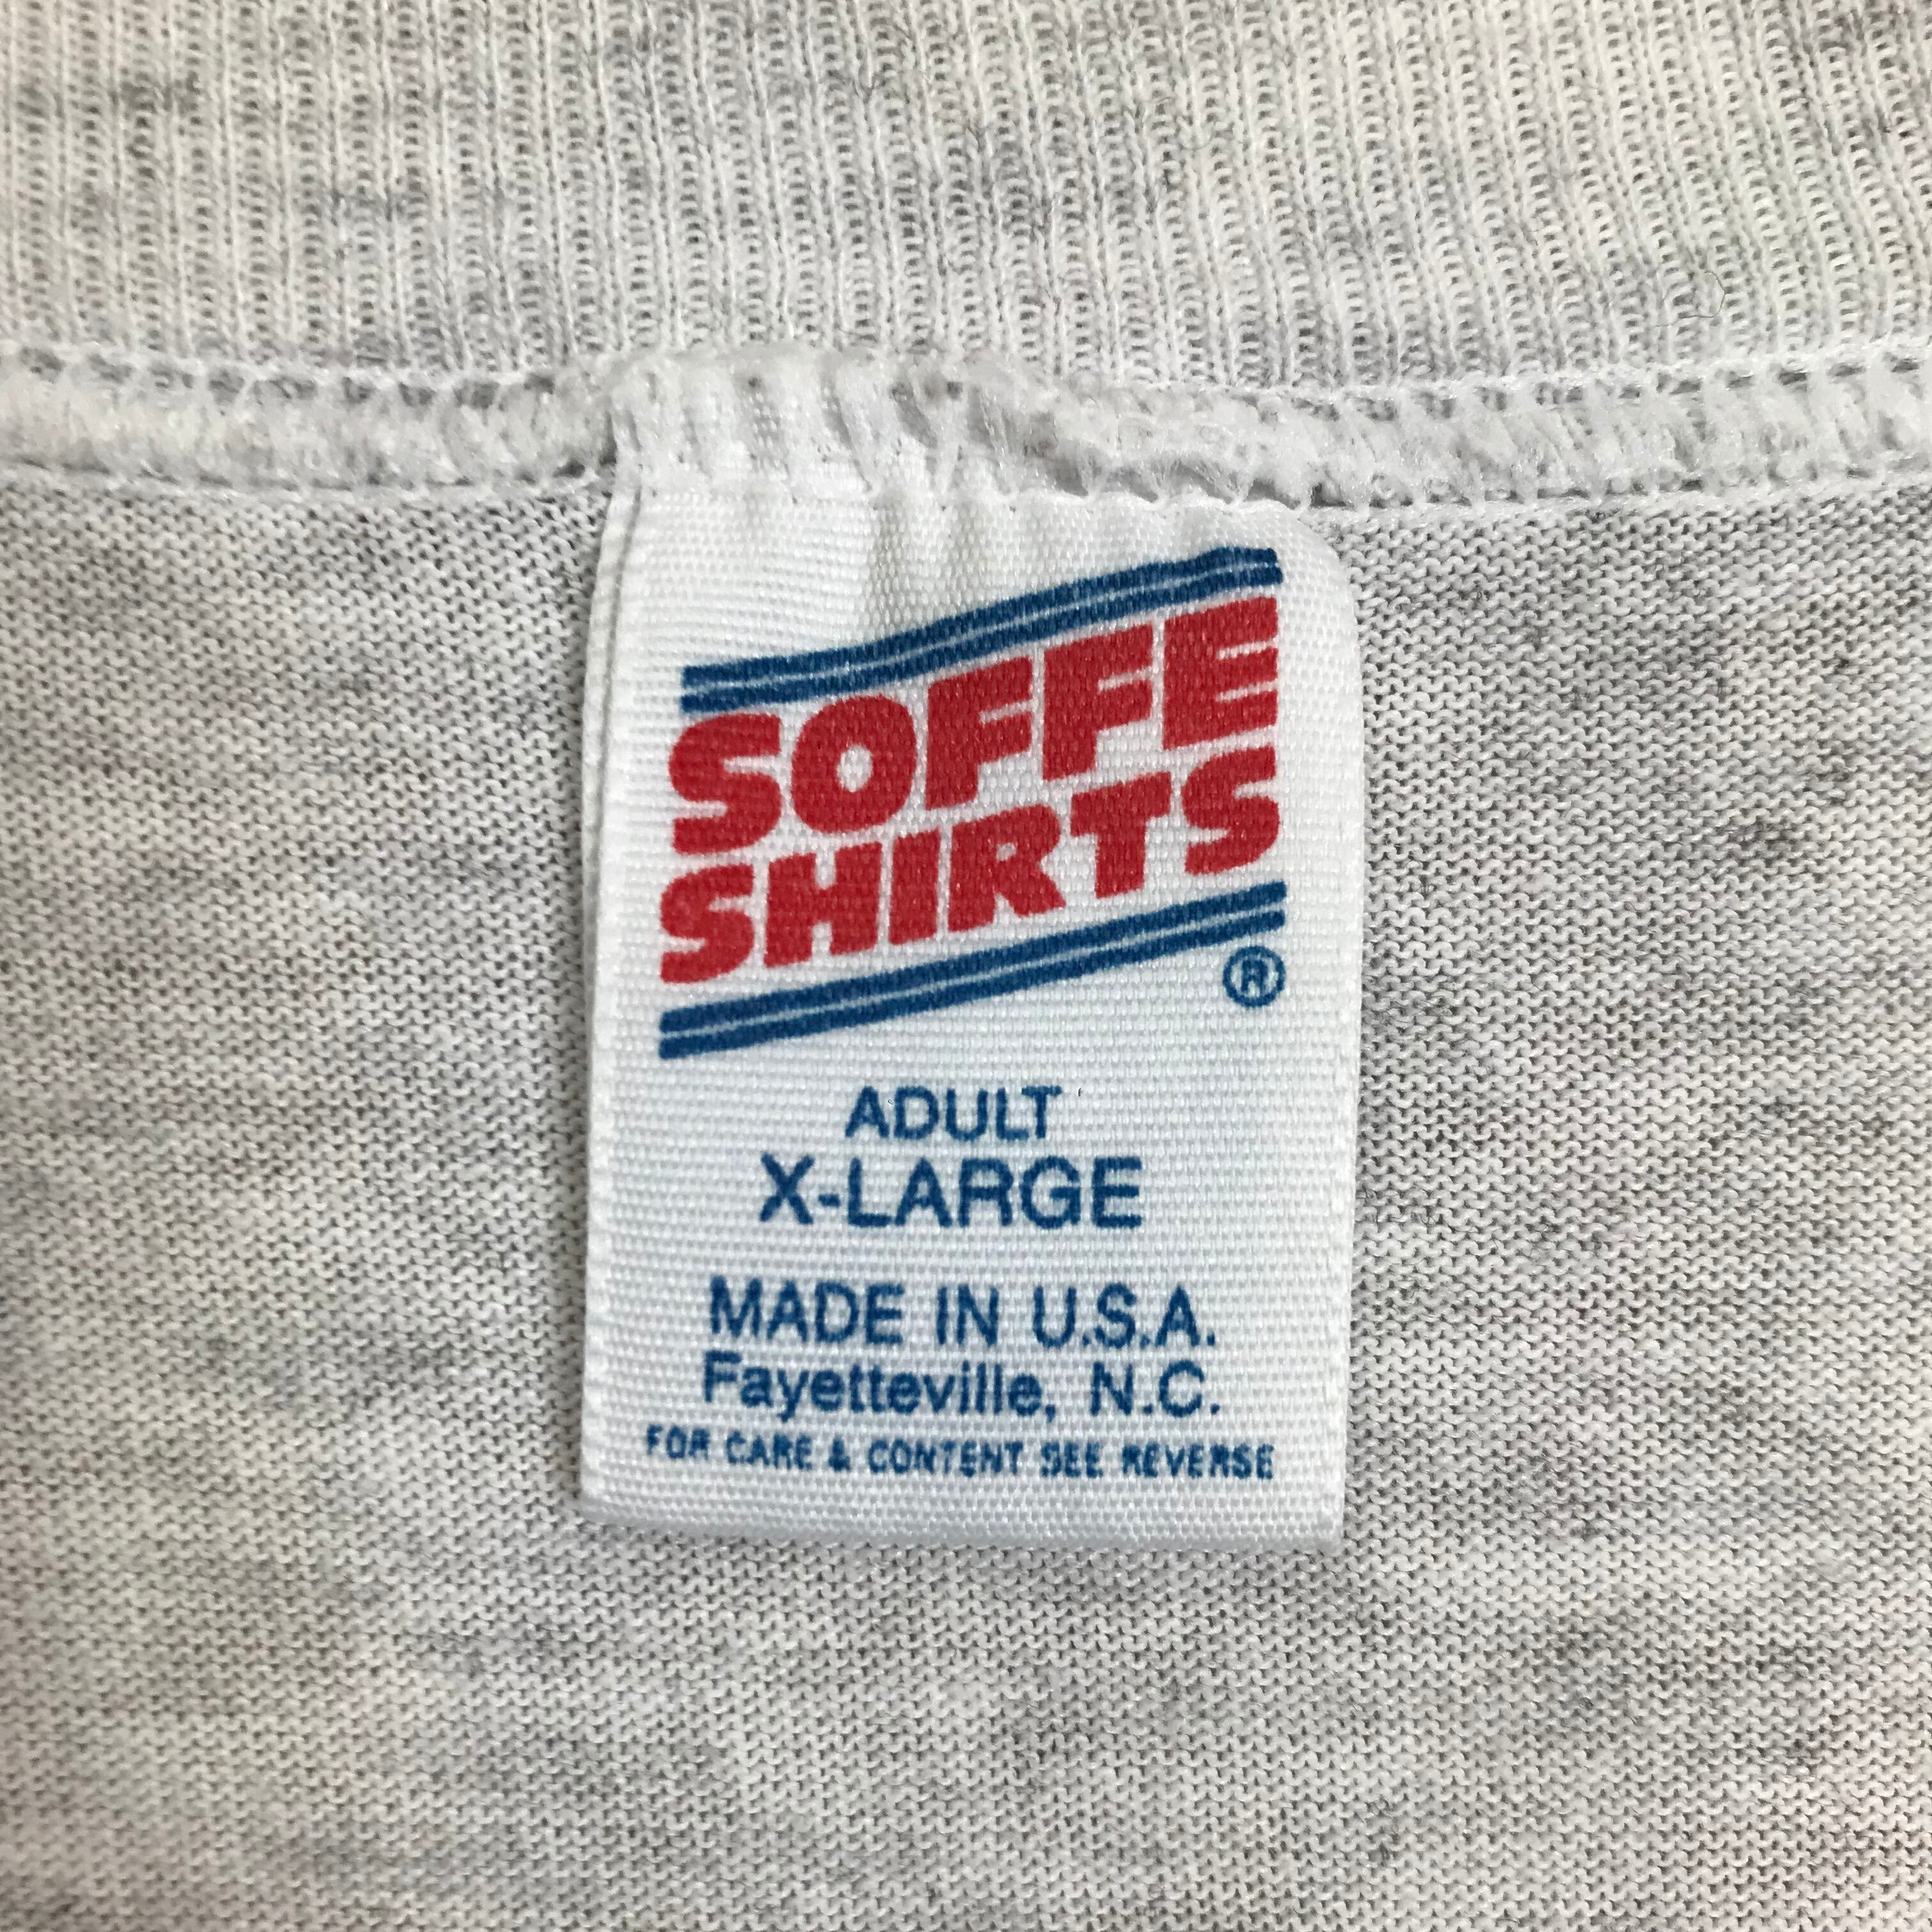 SOFFE
SHIRTS
®
ADULT
X-LARGE
MADE IN U.S.A.
Fayetteville, N.C.
FOR CARE & CONTENT SEE REVERSE